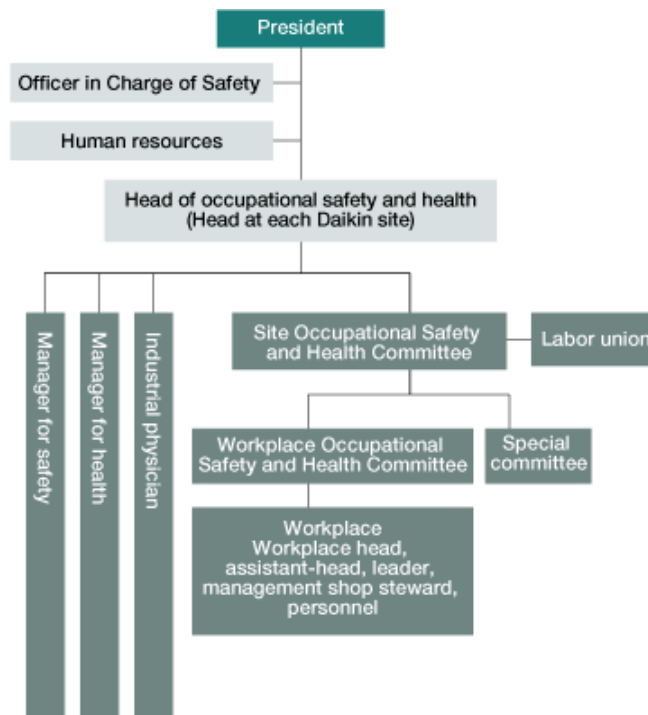 President
Officer in Charge of Safety
Human resources
Head of occupational safety and health
(Head at each Daikin site)
Manager for safety
Manager for health
Industrial physician
Site Occupational Safety
and Health Committee
Labor union
Workplace Occupational
Safety and Health Committee
Special
committee
Workplace
Workplace head,
assistant-head, leader,
management shop steward,
personnel